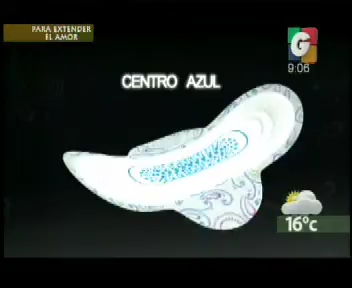 PARA EXTENDER
EL AMOR
G
9:06
CENTRO AZUL
16°c